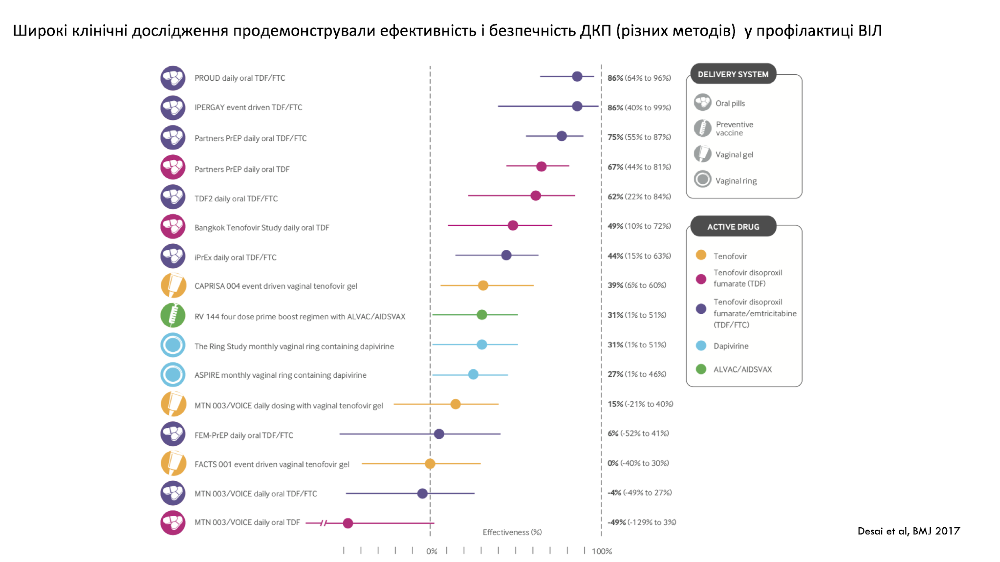 Широкі клінічні дослідження продемонстрували ефективність і безпечність ДКП (різних методів) у профілактиці ВІЛ
PROUD daily oral TDF/FTC 86% (64% to 96%)
IPERGAY event driven TDF/FTC 86% (40% to 99%)
Partners PrEP daily oral TDF/FTC 75% (55% to 87%)
Partners PrEP daily oral TDF 67% (44% to 81%)
TDF2 daily oral TDF/FTC 62% (22% to 84%)
Bangkok Tenofovir Study daily oral TDF 49% (10% to 72%)
iPrEx daily oral TDF/FTC 44% (15% to 63%)
CAPRISA 004 event driven vaginal tenofovir gel 39% (6% to 60%)
RV 144 four dose prime boost regimen with ALVAC/AIDSVAX 31% (1% to 51%)
The Ring Study monthly vaginal ring containing dapivirine 31% (1% to 51%)
ASPIRE monthly vaginal ring containing dapivirine 27% (1% to 46%)
MTN 003/VOICE daily dosing with vaginal tenofovir gel 15% (-21% to 40%)
FEM-PrEP daily oral TDF/FTC 6% (-52% to 41%)
FACTS 001 event driven vaginal tenofovir gel 0% (-40% to 30%)
MTN 003/VOICE daily oral TDF/FTC -4% (-49% to 27%)
MTN 003/VOICE daily oral TDF -49% (-129% to 3%)
Effectiveness (%)
0% 100%
DELIVERY SYSTEM
Oral pills
Preventive
vaccine
Vaginal gel
Vaginal ring
ACTIVE DRUG
Tenofovir
Tenofovir disoproxil
fumarate (TDF)
Tenofovir disoproxil
fumarate/emtricitabine
(TDF/FTC)
Dapivirine
ALVAC/AIDSVAX
Desai et al, BMJ 2017